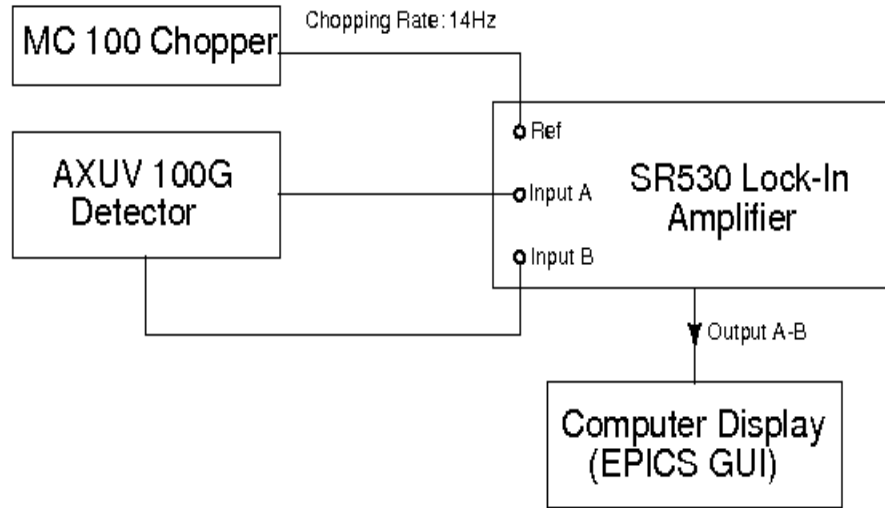 Chopping Rate: 14Hz
MC 100 Chopper
Ref
AXUV 100G
Detector
Input A
SR530 Lock-In
Amplifier
Input B
Output A-B
Computer Display
(EPICS GUI)